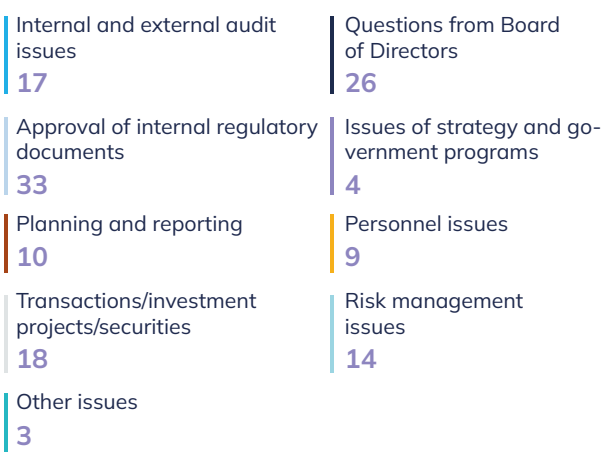 Internal and external audit
issues
17
Questions from Board
of Directors
26
Approval of internal regulatory
documents
33
Issues of strategy and go-
vernment programs
4
Planning and reporting
10
Personnel issues
9
Transactions/investment
projects/securities
18
Risk management
issues
14
Other issues
3